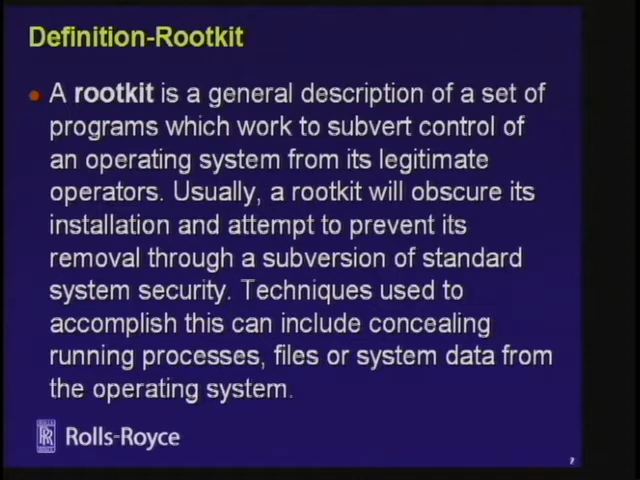 Definition-Rootkit
• A rootkit is a general description of a set of
programs which work to subvert control of
an operating system from its legitimate
operators. Usually, a rootkit will obscure its
installation and attempt to prevent its
removal through a subversion of standard
system security. Techniques used to
accomplish this can include concealing
running processes, files or system data from
the operating system.
RR Rolls-Royce
7